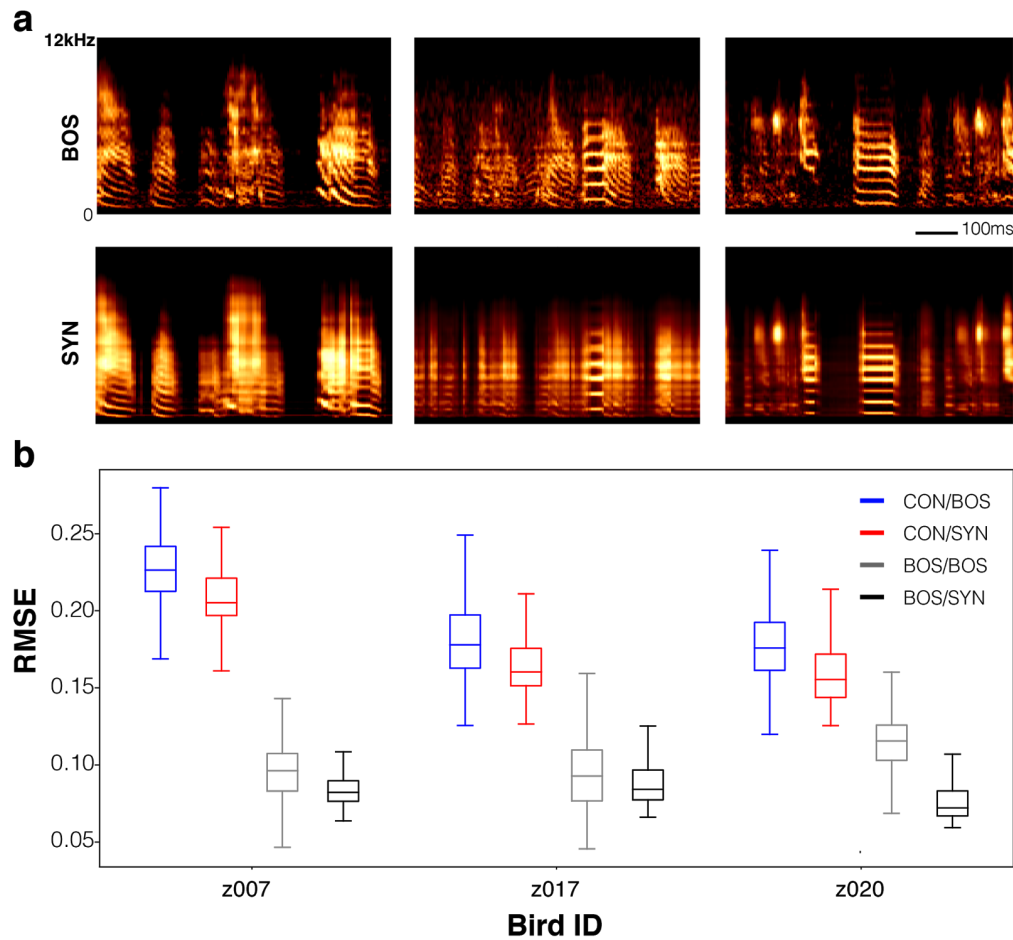 a
12kHz
BOS
0
100ms
SYN
b
CON/BOS
CON/SYN
BOS/BOS
BOS/SYN
RMSE
0.25
0.20
0.15
0.10
0.05
z007 z017 z020
Bird ID